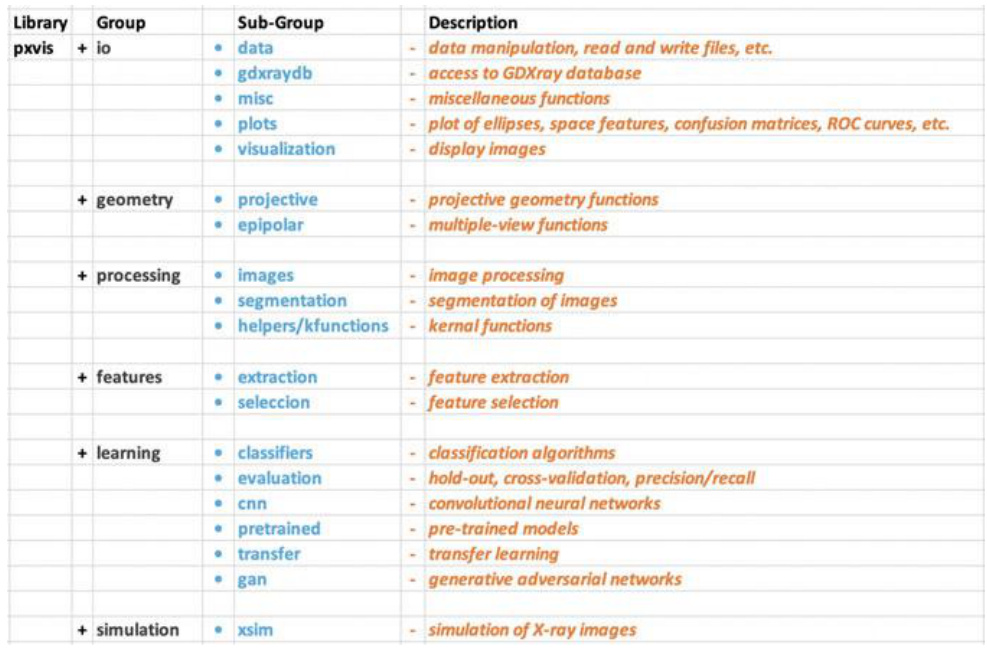 Library Group Sub-Group Description
pxvis + io • data - data manipulation, read and write files, etc.
• gdxraydb - access to GDXray database
• misc - miscellaneous functions
• plots - plot of ellipses, space features, confusion matrices, ROC curves, etc.
• visualization - display images
+ geometry • projective - projective geometry functions
• epipolar - multiple-view functions
+ processing • images - image processing
• segmentation - segmentation of images
• helpers/kfunctions - kernal functions
+ features • extraction - feature extraction
• seleccion - feature selection
+ learning • classifiers - classification algorithms
• evaluation - hold-out, cross-validation, precision/recall
• cnn - convolutional neural networks
• pretrained - pre-trained models
• transfer - transfer learning
• gan - generative adversarial networks
+ simulation • xsim - simulation of X-ray images